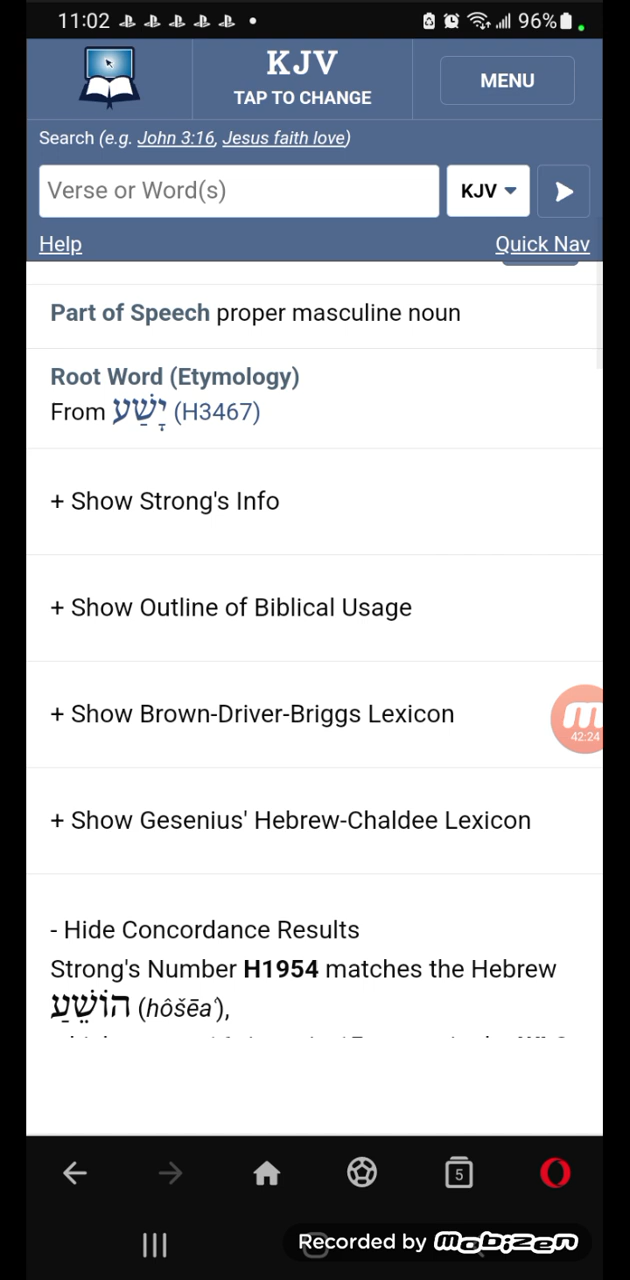 11:02 96%
KJV
TAP TO CHANGE
MENU
Search (e.g. John 3:16, Jesus faith love)
Verse or Word(s)
KJV
Help
Quick Nav
Part of Speech proper masculine noun
Root Word (Etymology)
From יָשַׁע (H3467)
+ Show Strong's Info
+ Show Outline of Biblical Usage
+ Show Brown-Driver-Briggs Lexicon
m
42:24
+ Show Gesenius' Hebrew-Chaldee Lexicon
- Hide Concordance Results
Strong's Number H1954 matches the Hebrew
הוֹשֵׁעַ (hôšēaʿ),
5
Recorded by mobizen